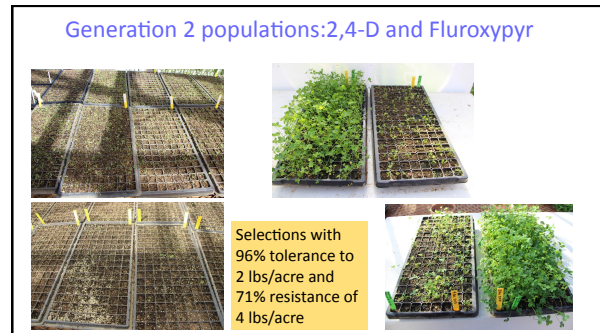 Generation 2 populations:2,4-D and Fluroxypyr
Selections with
96% tolerance to
2 lbs/acre and
71% resistance of
4 lbs/acre